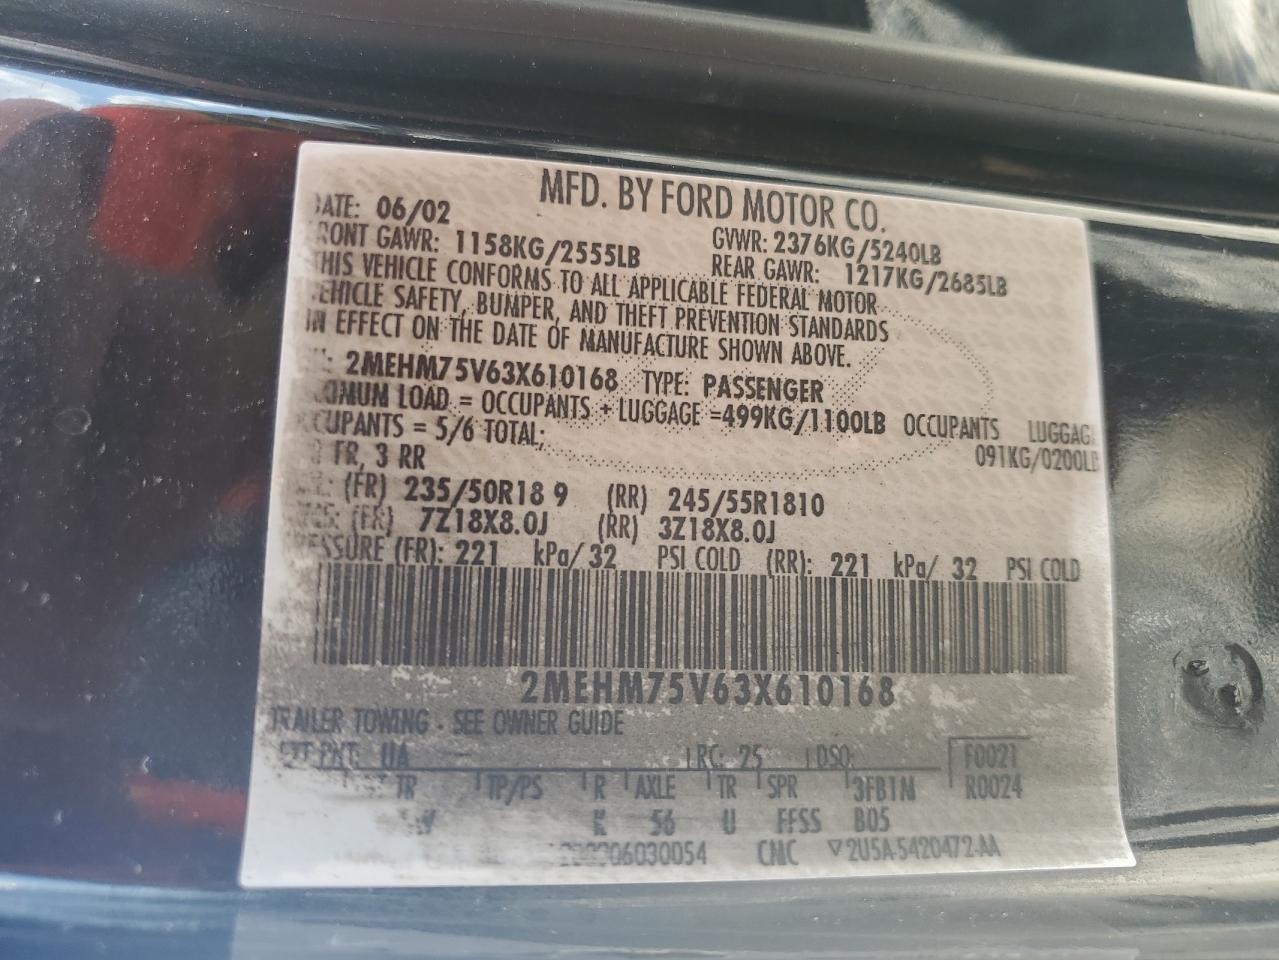 MFD. BY FORD MOTOR CO.
DATE: 06/02
FRONT GAWR: 1158KG/2555LB GVWR: 2376KG/5240LB
REAR GAWR: 1217KG/2685LB
THIS VEHICLE CONFORMS TO ALL APPLICABLE FEDERAL MOTOR
VEHICLE SAFETY, BUMPER, AND THEFT PREVENTION STANDARDS
IN EFFECT ON THE DATE OF MANUFACTURE SHOWN ABOVE.
: 2MEHM75V63X610168 TYPE: PASSENGER
LOAD = OCCUPANTS + LUGGAGE =499KG/1100LB OCCUPANTS LUGGAGE
OCCUPANTS = 5/6 TOTAL; 091KG/0200LB
FR, 3 RR
(FR) 235/50R18 9 (RR) 245/55R1810
(FR) 7Z18X8.0J (RR) 3Z18X8.0J
PRESSURE (FR): 221 kPa/ 32 PSI COLD (RR): 221 kPa/ 32 PSI COLD
2MEHM75V63X610168
TRAILER TOWING - SEE OWNER GUIDE
EXT PNT: UA RC: 25 DSO: F0021
TR TP/PS R AXLE TR SPR 3FB1M R0024
K 56 U FFSS B05
06030054 CMC ▽2U5A-5420472-AA